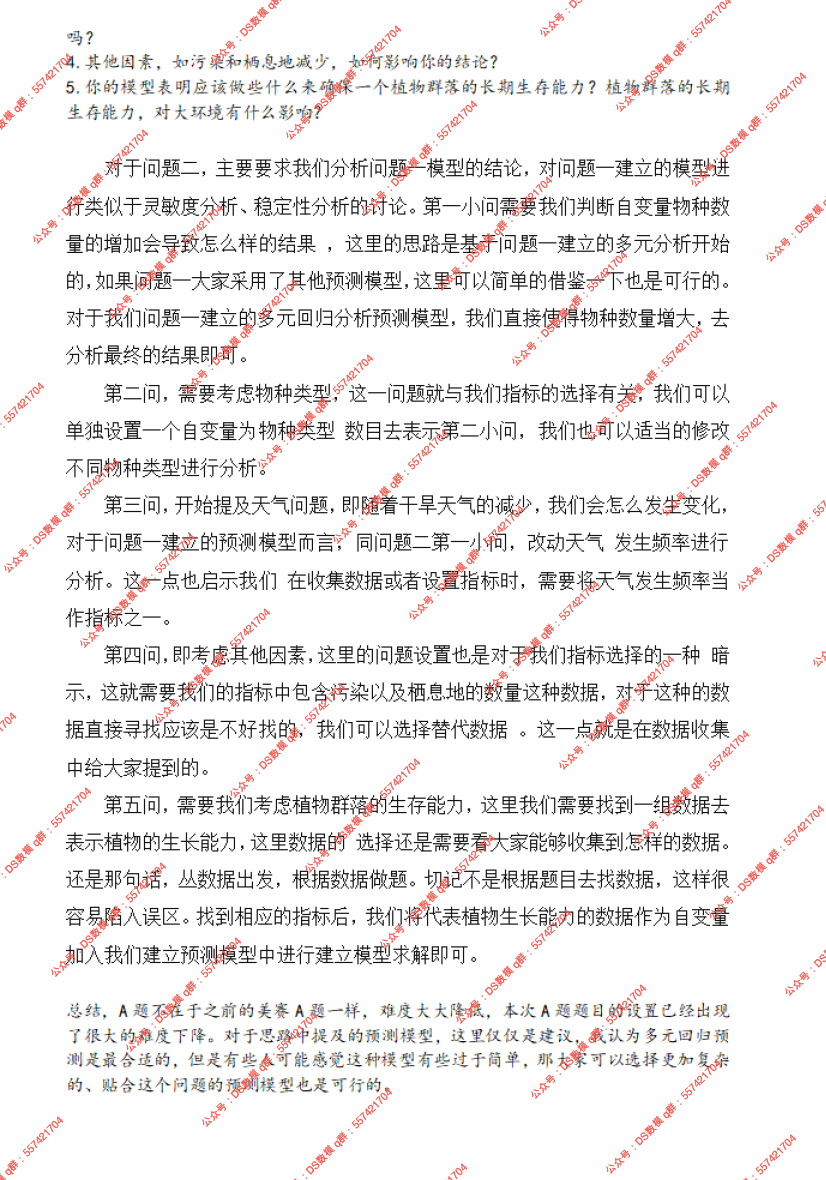 吗？
4. 其他因素，如污染和栖息地减少，如何影响你的结论？
5. 你的模型表明应该做些什么来确保一个植物群落的长期生存能力？植物群落的长期
生存能力，对大环境有什么影响？
对于问题二，主要要求我们分析问题一模型的结论，对问题一建立的模型进
行类似于灵敏度分析、稳定性分析的讨论。第一小问需要我们判断自变量物种数
量的增加会导致怎么样的结果 ，这里的思路是基于问题一建立的多元分析开始
的，如果问题一大家采用了其他预测模型，这里可以简单的借鉴一下也是可行的。
对于我们问题一建立的多元回归分析预测模型，我们直接使得物种数量增大，去
分析最终的结果即可。
第二问，需要考虑物种类型，这一问题就与我们指标的选择有关，我们可以
单独设置一个自变量为物种类型 数目去表示第二小问，我们也可以适当的修改
不同物种类型进行分析。
第三问，开始提及天气问题，即随着干旱天气的减少，我们会怎么发生变化，
对于问题一建立的预测模型而言，同问题二第一小问，改动天气 发生频率进行
分析。这一点也启示我们 在收集数据或者设置指标时，需要将天气发生频率当
作指标之一。
第四问，即考虑其他因素，这里的问题设置也是对于我们指标选择的一种 暗
示，这就需要我们的指标中包含污染以及栖息地的数量这种数据，对于这种的数
据直接寻找应该是不好找的，我们可以选择替代数据 。这一点就是在数据收集
中给大家提到的。
第五问，需要我们考虑植物群落的生存能力，这里我们需要找到一组数据去
表示植物的生长能力，这里数据的 选择还是需要看大家能够收集到怎样的数据。
还是那句话，丛数据出发，根据数据做题。切记不是根据题目去找数据，这样很
容易陷入误区。找到相应的指标后，我们将代表植物生长能力的数据作为自变量
加入我们建立预测模型中进行建立模型求解即可。
总结，A 题不在于之前的美赛 A 题一样，难度大大降低，本次 A 题题目的设置已经出现
了很大的难度下降。对于思路中提及的预测模型，这里仅仅是建议，我认为多元回归预
测是最合适的，但是有些人可能感觉这种模型有些过于简单，那大家可以选择更加复杂
的、贴合这个问题的预测模型也是可行的。
公众号：DS数模 q群：557421704